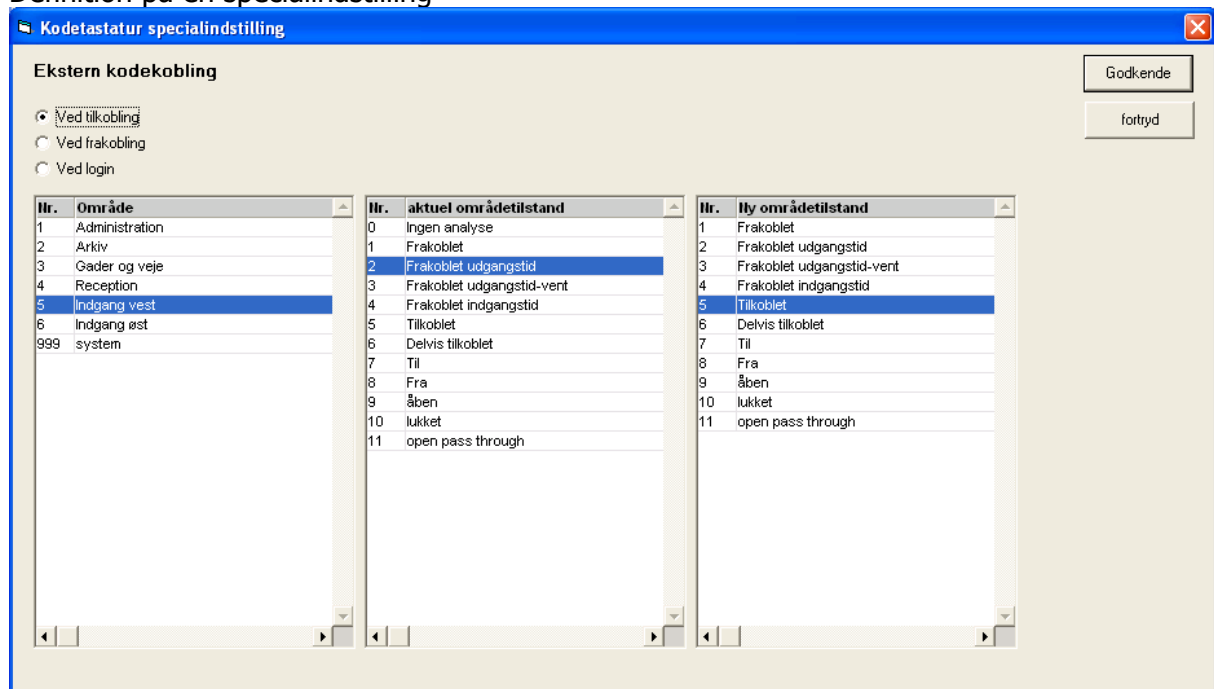 Definition på en specialindstilling
Kodetastatur specialindstilling
Ekstern kodekobling
Godkende
fortryd
Ved tilkobling
Ved frakobling
Ved login
Nr. Område
1 Administration
2 Arkiv
3 Gader og veje
4 Reception
5 Indgang vest
6 Indgang øst
999 system
Nr. aktuel områdetilstand
0 Ingen analyse
1 Frakoblet
2 Frakoblet udgangstid
3 Frakoblet udgangstid-vent
4 Frakoblet indgangstid
5 Tilkoblet
6 Delvis tilkoblet
7 Til
8 Fra
9 åben
10 lukket
11 open pass through
Nr. Ny områdetilstand
1 Frakoblet
2 Frakoblet udgangstid
3 Frakoblet udgangstid-vent
4 Frakoblet indgangstid
5 Tilkoblet
6 Delvis tilkoblet
7 Til
8 Fra
9 åben
10 lukket
11 open pass through